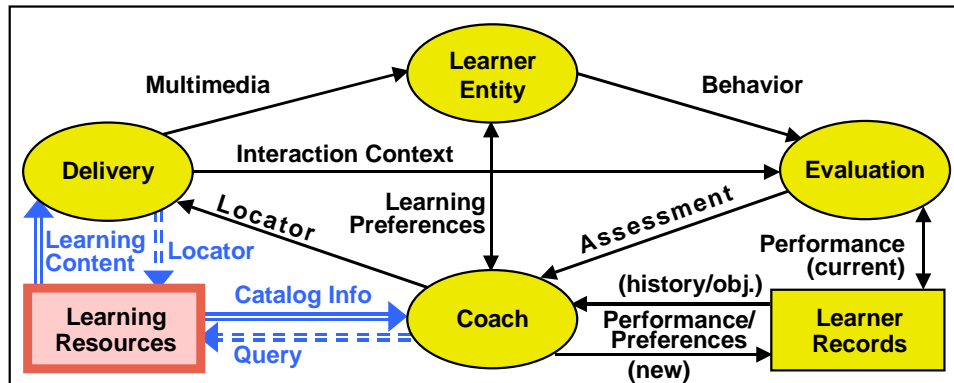 Learner
Entity
Multimedia
Behavior
Interaction Context
Delivery
Evaluation
Learning
Preferences
Locator
Assessment
Learning
Content
Locator
Performance
(current)
Catalog Info
(history/obj.)
Learning
Resources
Coach
Performance/
Preferences
Learner
Records
Query
(new)